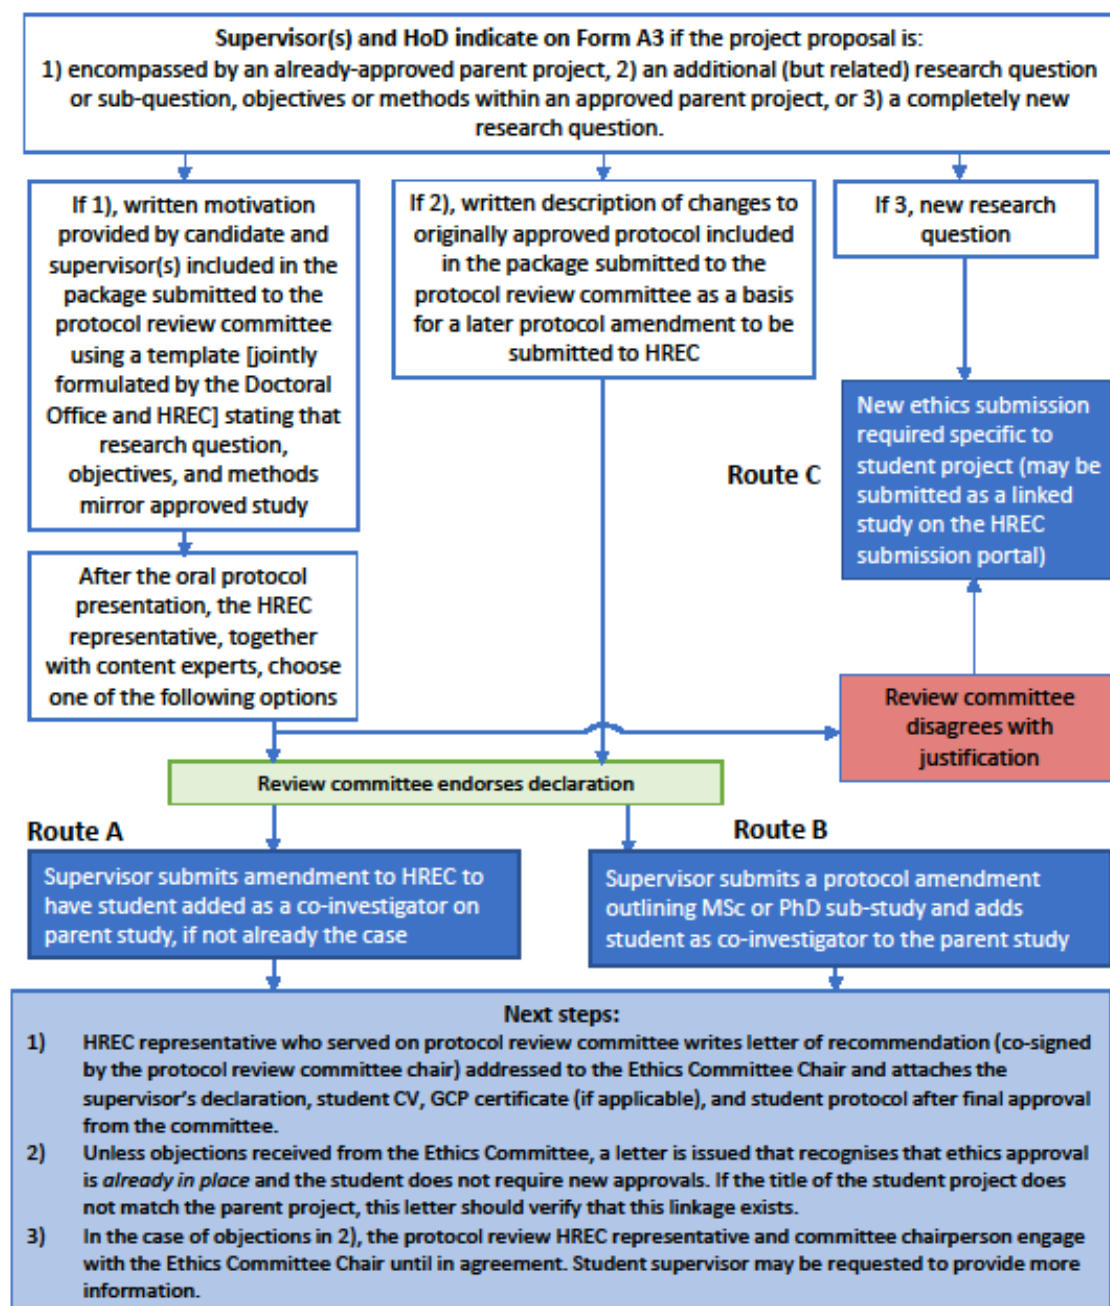 Supervisor(s) and HoD indicate on Form A3 if the project proposal is:
1) encompassed by an already-approved parent project, 2) an additional (but related) research question
or sub-question, objectives or methods within an approved parent project, or 3) a completely new
research question.
If 1), written motivation
provided by candidate and
supervisor(s) included in the
package submitted to the
protocol review committee
using a template [jointly
formulated by the Doctoral
Office and HREC] stating that
research question,
objectives, and methods
mirror approved study
If 2), written description of changes to
originally approved protocol included
in the package submitted to the
protocol review committee as a basis
for a later protocol amendment to be
submitted to HREC
If 3, new research
question
Route C
New ethics submission
required specific to
student project (may be
submitted as a linked
study on the HREC
submission portal)
After the oral protocol
presentation, the HREC
representative, together
with content experts, choose
one of the following options
Review committee
disagrees with
justification
Review committee endorses declaration
Route A
Route B
Supervisor submits amendment to HREC to
have student added as a co-investigator on
parent study, if not already the case
Supervisor submits a protocol amendment
outlining MSc or PhD sub-study and adds
student as co-investigator to the parent study
Next steps:
1) HREC representative who served on protocol review committee writes letter of recommendation (co-signed
by the protocol review committee chair) addressed to the Ethics Committee Chair and attaches the
supervisor's declaration, student CV, GCP certificate (if applicable), and student protocol after final approval
from the committee.
2) Unless objections received from the Ethics Committee, a letter is issued that recognises that ethics approval
is already in place and the student does not require new approvals. If the title of the student project does
not match the parent project, this letter should verify that this linkage exists.
3) In the case of objections in 2), the protocol review HREC representative and committee chairperson engage
with the Ethics Committee Chair until in agreement. Student supervisor may be requested to provide more
information.